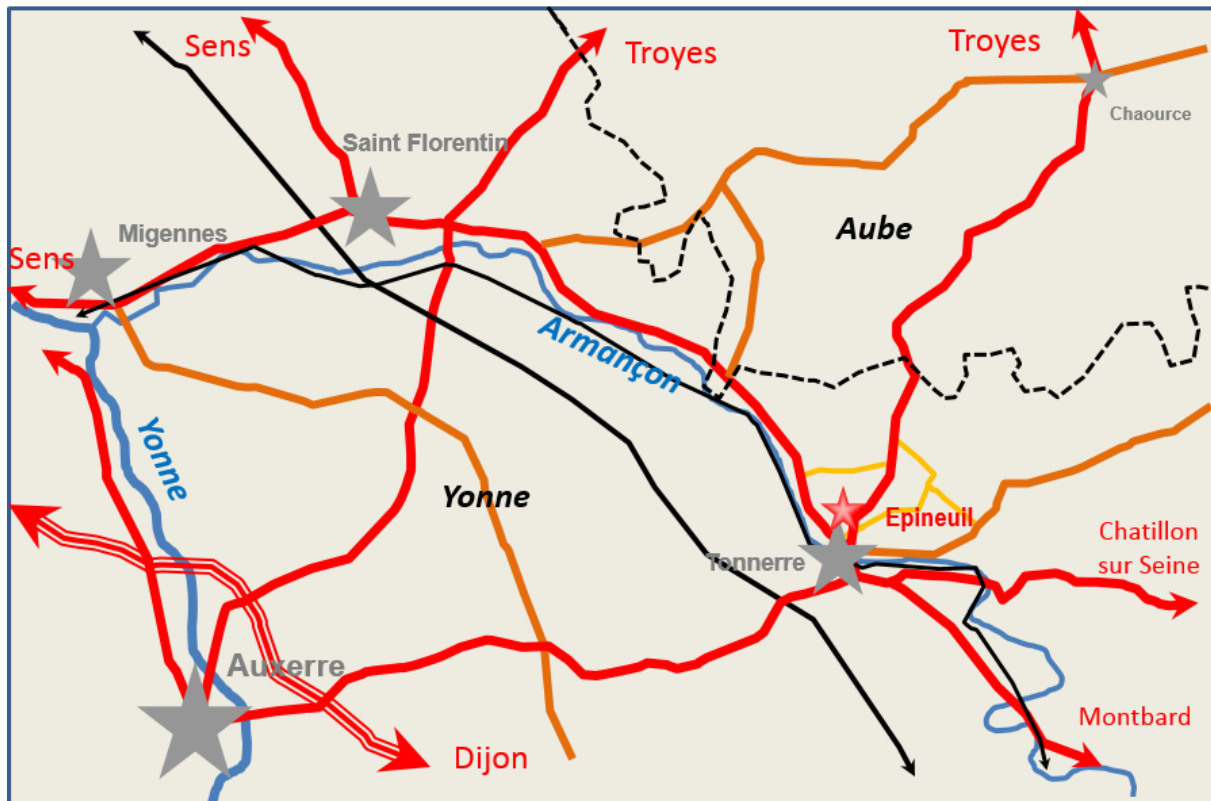 Sens
Troyes
Troyes
Chaource
Saint Florentin
Migennes
Aube
Sens
Armançon
Yonne
Yonne
Epineuil
Chatillon
sur Seine
Tonnerre
Auxerre
Montbard
Dijon